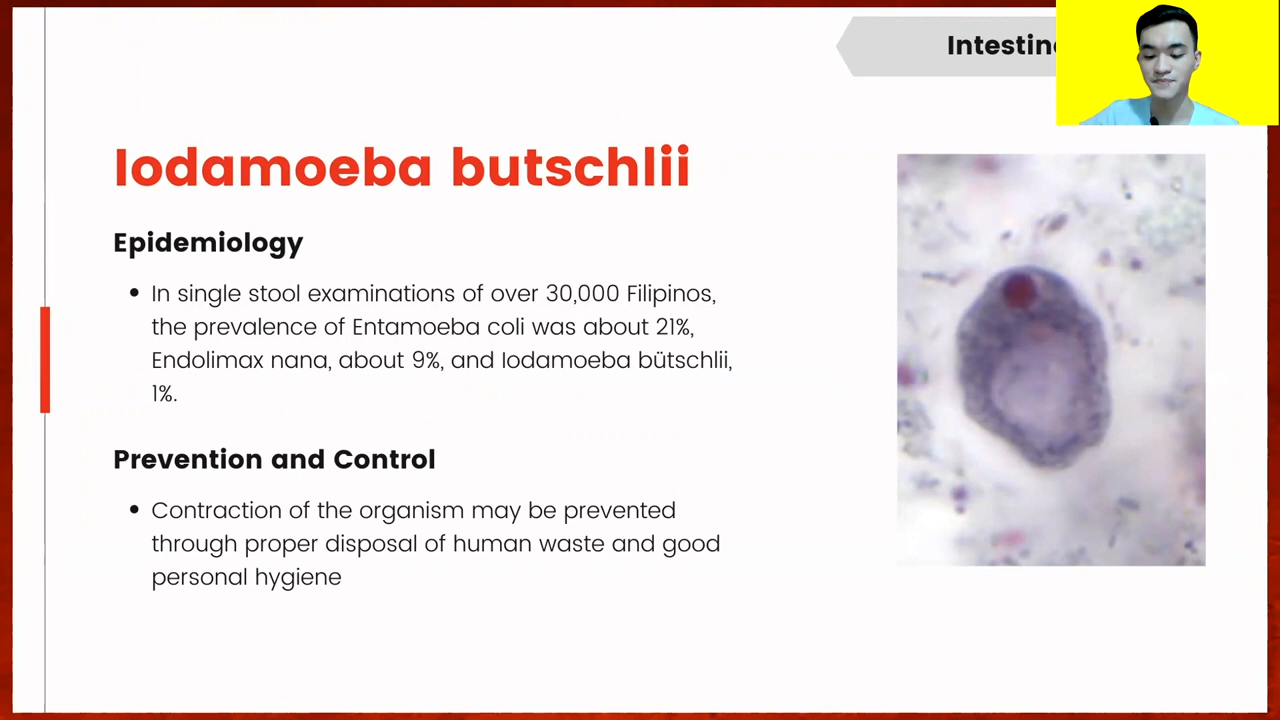 Iodamoeba butschlii
Epidemiology
• In single stool examinations of over 30,000 Filipinos,
the prevalence of Entamoeba coli was about 21%,
Endolimax nana, about 9%, and Iodamoeba bütschlii,
1%.
Prevention and Control
• Contraction of the organism may be prevented
through proper disposal of human waste and good
personal hygiene